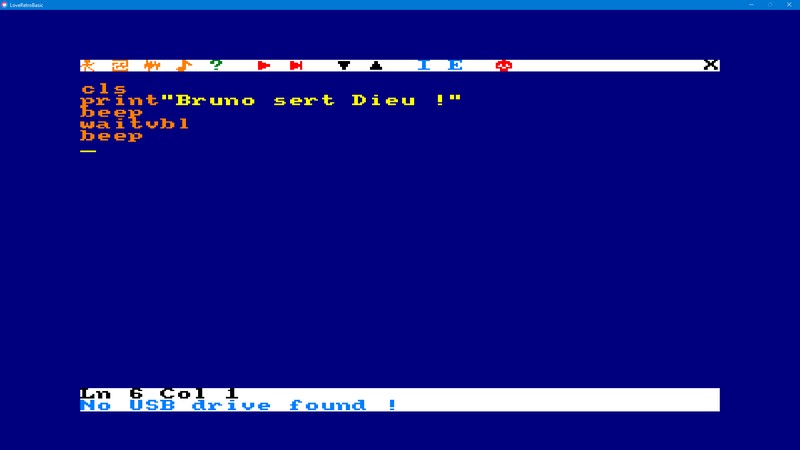 LoveRetroBasic
? I E X
cls
print"Bruno sert Dieu !"
beep
waitvbl
beep
Ln 6 Col 1
No USB drive found !